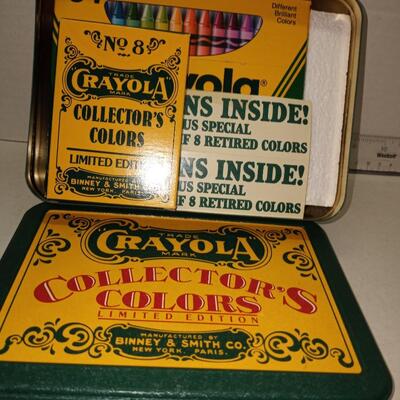 Different
Brilliant
Colors
No 8
TRADE
CRAYOLA
MARK
COLLECTOR'S
COLORS
LIMITED EDITION
MANUFACTURED BY
BINNEY & SMITH CO.
NEW YORK, PARIS.
NS INSIDE!
US SPECIAL
F 8 RETIRED COLORS
NS INSIDE!
US SPECIAL
F 8 RETIRED COLORS
TRADE
CRAYOLA
MARK
COLLECTOR'S
COLORS
LIMITED EDITION
MANUFACTURED BY
BINNEY & SMITH CO.
NEW YORK, PARIS.